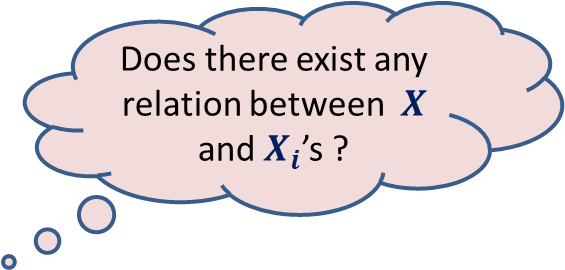 Does there exist any
relation between X
and Xᵢ's ?